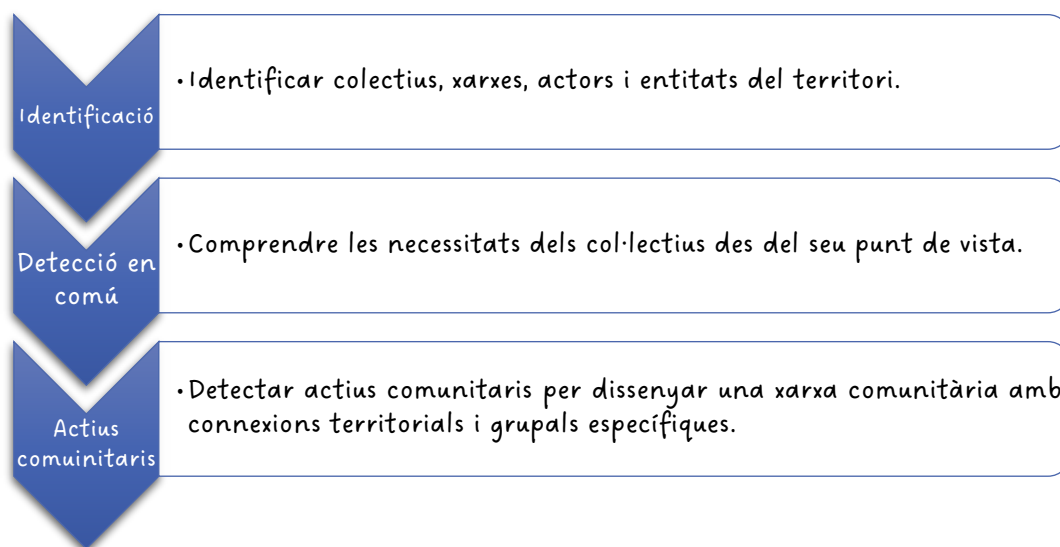 Identificació
•Identificar colectius, xarxes, actors i entitats del territori.
Detecció en
comú
•Comprendre les necessitats dels col·lectius des del seu punt de vista.
Actius
comuinitaris
•Detectar actius comunitaris per dissenyar una xarxa comunitària amb
connexions territorials i grupals específiques.